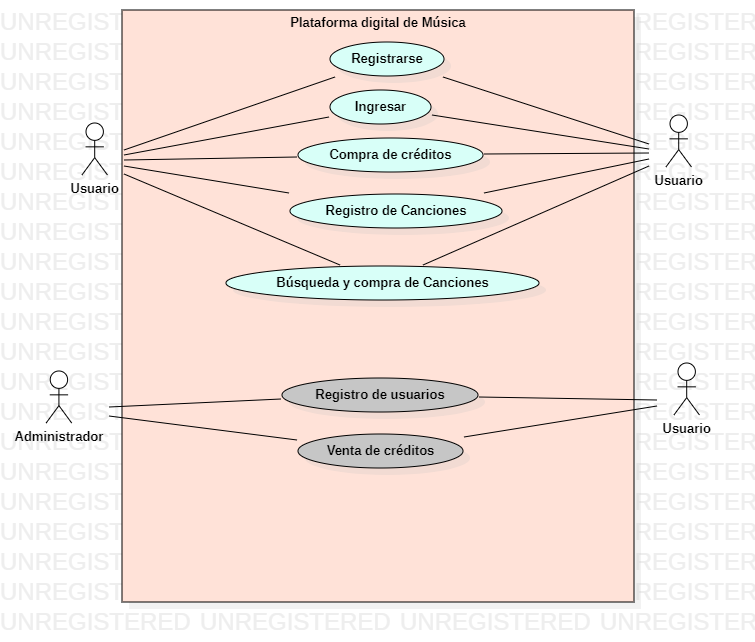 Plataforma digital de Música
Registrarse
Ingresar
Compra de créditos
Usuario
Usuario
Registro de Canciones
Búsqueda y compra de Canciones
Registro de usuarios
Administrador
Usuario
Venta de créditos
UNREGISTERED UNREGISTERED UNREGISTERED UNREGISTERED